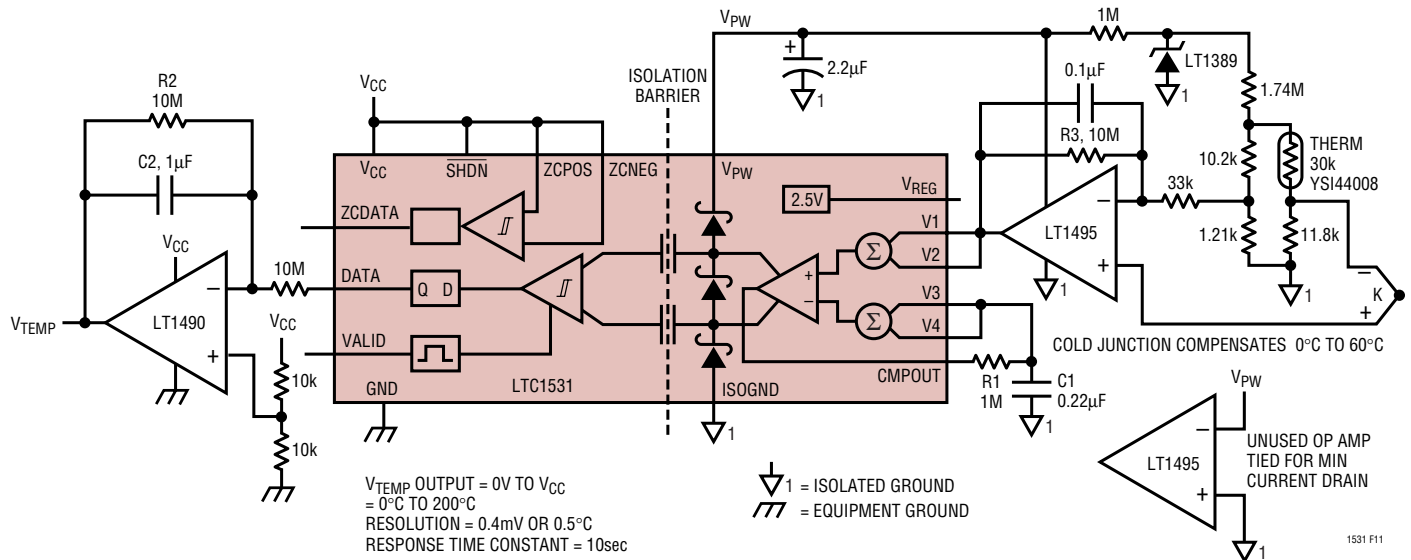 R2
10M
C2, 1µF
VCC
LT1490
−
+
VTEMP
10M
VCC
10k
10k
VCC
VCC
SHDN
ZCPOS
ZCNEG
ZCDATA
DATA
Q D
VALID
GND
LTC1531
ISOLATION
BARRIER
VPW
VPW
+
2.2µF
1
2.5V
VREG
V1
V2
V3
V4
Σ
Σ
+
−
CMPOUT
ISOGND
1
R1
1M
C1
0.22µF
1
0.1µF
R3, 10M
LT1495
−
+
1
33k
1M
LT1389
1
1.74M
10.2k
1.21k
THERM
30k
YSI44008
11.8k
1
−
K
+
COLD JUNCTION COMPENSATES 0°C TO 60°C
VPW
LT1495
−
+
1
UNUSED OP AMP
TIED FOR MIN
CURRENT DRAIN
VTEMP OUTPUT = 0V TO VCC
= 0°C TO 200°C
RESOLUTION = 0.4mV OR 0.5°C
RESPONSE TIME CONSTANT = 10sec
1 = ISOLATED GROUND
= EQUIPMENT GROUND
1531 F11